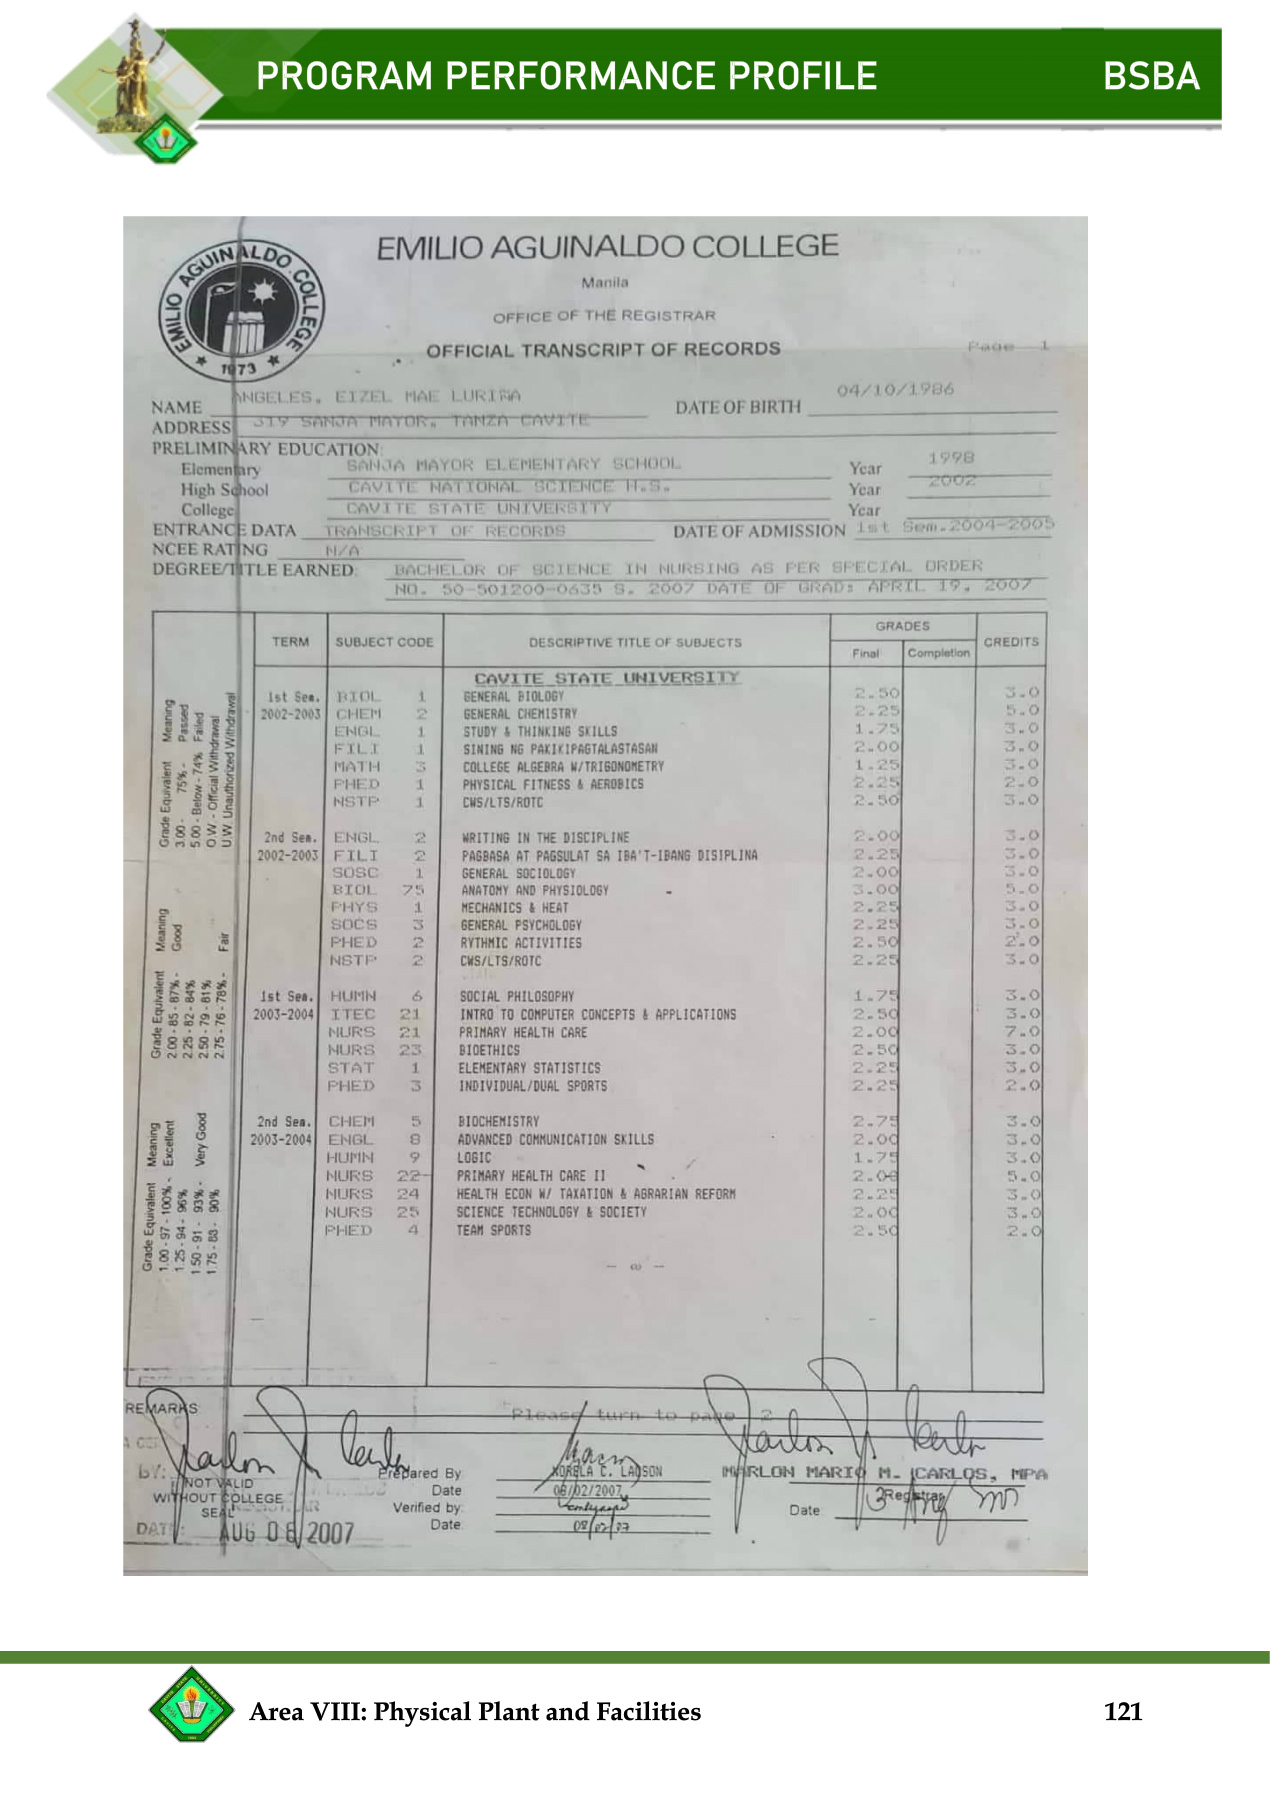 PROGRAM PERFORMANCE PROFILE BSBA
EMILIO AGUINALDO COLLEGE
Manila
OFFICE OF THE REGISTRAR
OFFICIAL TRANSCRIPT OF RECORDS Page 1
EMILIO AGUINALDO COLLEGE
1973
NAME ANGELES, EIZEL MAE LURIÑA DATE OF BIRTH 04/10/1986
ADDRESS 319 SANJA MAYOR, TANZA CAVITE
PRELIMINARY EDUCATION:
Elementary SANJA MAYOR ELEMENTARY SCHOOL Year 1998
High School CAVITE NATIONAL SCIENCE H.S. Year 2002
College CAVITE STATE UNIVERSITY Year
ENTRANCE DATA TRANSCRIPT OF RECORDS DATE OF ADMISSION 1st Sem.2004-2005
NCEE RATING N/A
DEGREE/TITLE EARNED: BACHELOR OF SCIENCE IN NURSING AS PER SPECIAL ORDER
NO. 50-501200-0635 S. 2007 DATE OF GRAD: APRIL 19, 2007
TERM SUBJECT CODE DESCRIPTIVE TITLE OF SUBJECTS GRADES CREDITS
Final Completion
CAVITE STATE UNIVERSITY
1st Sem. BIOL 1 GENERAL BIOLOGY 2.50 3.0
2002-2003 CHEM 2 GENERAL CHEMISTRY 2.25 5.0
ENGL 1 STUDY & THINKING SKILLS 1.75 3.0
FILI 1 SINING NG PAKIKIPAGTALASTASAN 2.00 3.0
MATH 3 COLLEGE ALGEBRA W/TRIGONOMETRY 1.25 3.0
PHED 1 PHYSICAL FITNESS & AEROBICS 2.25 2.0
NSTP 1 CWS/LTS/ROTC 2.50 3.0
2nd Sem. ENGL 2 WRITING IN THE DISCIPLINE 2.00 3.0
2002-2003 FILI 2 PAGBASA AT PAGSULAT SA IBA'T-IBANG DISIPLINA 2.25 3.0
SOSC 1 GENERAL SOCIOLOGY 2.00 3.0
BIOL 75 ANATOMY AND PHYSIOLOGY 3.00 5.0
PHYS 1 MECHANICS & HEAT 2.25 3.0
SOCS 3 GENERAL PSYCHOLOGY 2.25 3.0
PHED 2 RYTHMIC ACTIVITIES 2.50 2.0
NSTP 2 CWS/LTS/ROTC 2.25 3.0
1st Sem. HUMN 6 SOCIAL PHILOSOPHY 1.75 3.0
2003-2004 ITEC 21 INTRO TO COMPUTER CONCEPTS & APPLICATIONS 2.50 3.0
NURS 21 PRIMARY HEALTH CARE 2.00 7.0
NURS 23 BIOETHICS 2.50 3.0
STAT 1 ELEMENTARY STATISTICS 2.25 3.0
PHED 3 INDIVIDUAL/DUAL SPORTS 2.25 2.0
2nd Sem. CHEM 5 BIOCHEMISTRY 2.75 3.0
2003-2004 ENGL 8 ADVANCED COMMUNICATION SKILLS 2.00 3.0
HUMN 9 LOGIC 1.75 3.0
NURS 22 PRIMARY HEALTH CARE II 2.00 5.0
NURS 24 HEALTH ECON W/ TAXATION & AGRARIAN REFORM 2.25 3.0
NURS 25 SCIENCE TECHNOLOGY & SOCIETY 2.00 3.0
PHED 4 TEAM SPORTS 2.50 2.0
Grade Equivalent Meaning
1.00 - 97 - 100% - Excellent
1.25 - 94 - 96%
1.50 - 91 - 93% - Very Good
1.75 - 88 - 90%
Grade Equivalent Meaning
2.00 - 85 - 87% - Good
2.25 - 82 - 84%
2.50 - 79 - 81%
2.75 - 76 - 78% - Fair
Grade Equivalent Meaning
3.00 - 75% - Passed
5.00 - Below - 74% Failed
O.W. - Official Withdrawal
U.W. Unauthorized Withdrawal
REMARKS
Please turn to page 2
BY:
NOT VALID
WITHOUT COLLEGE
SEAL
REGISTRAR
DATE: AUG 08 2007
Prepared By NORELA C. LAUSON
Date 08/02/2007
Verified by:
Date
MARLON MARIO M. CARLOS, MPA
Registrar
Date
Area VIII: Physical Plant and Facilities 121